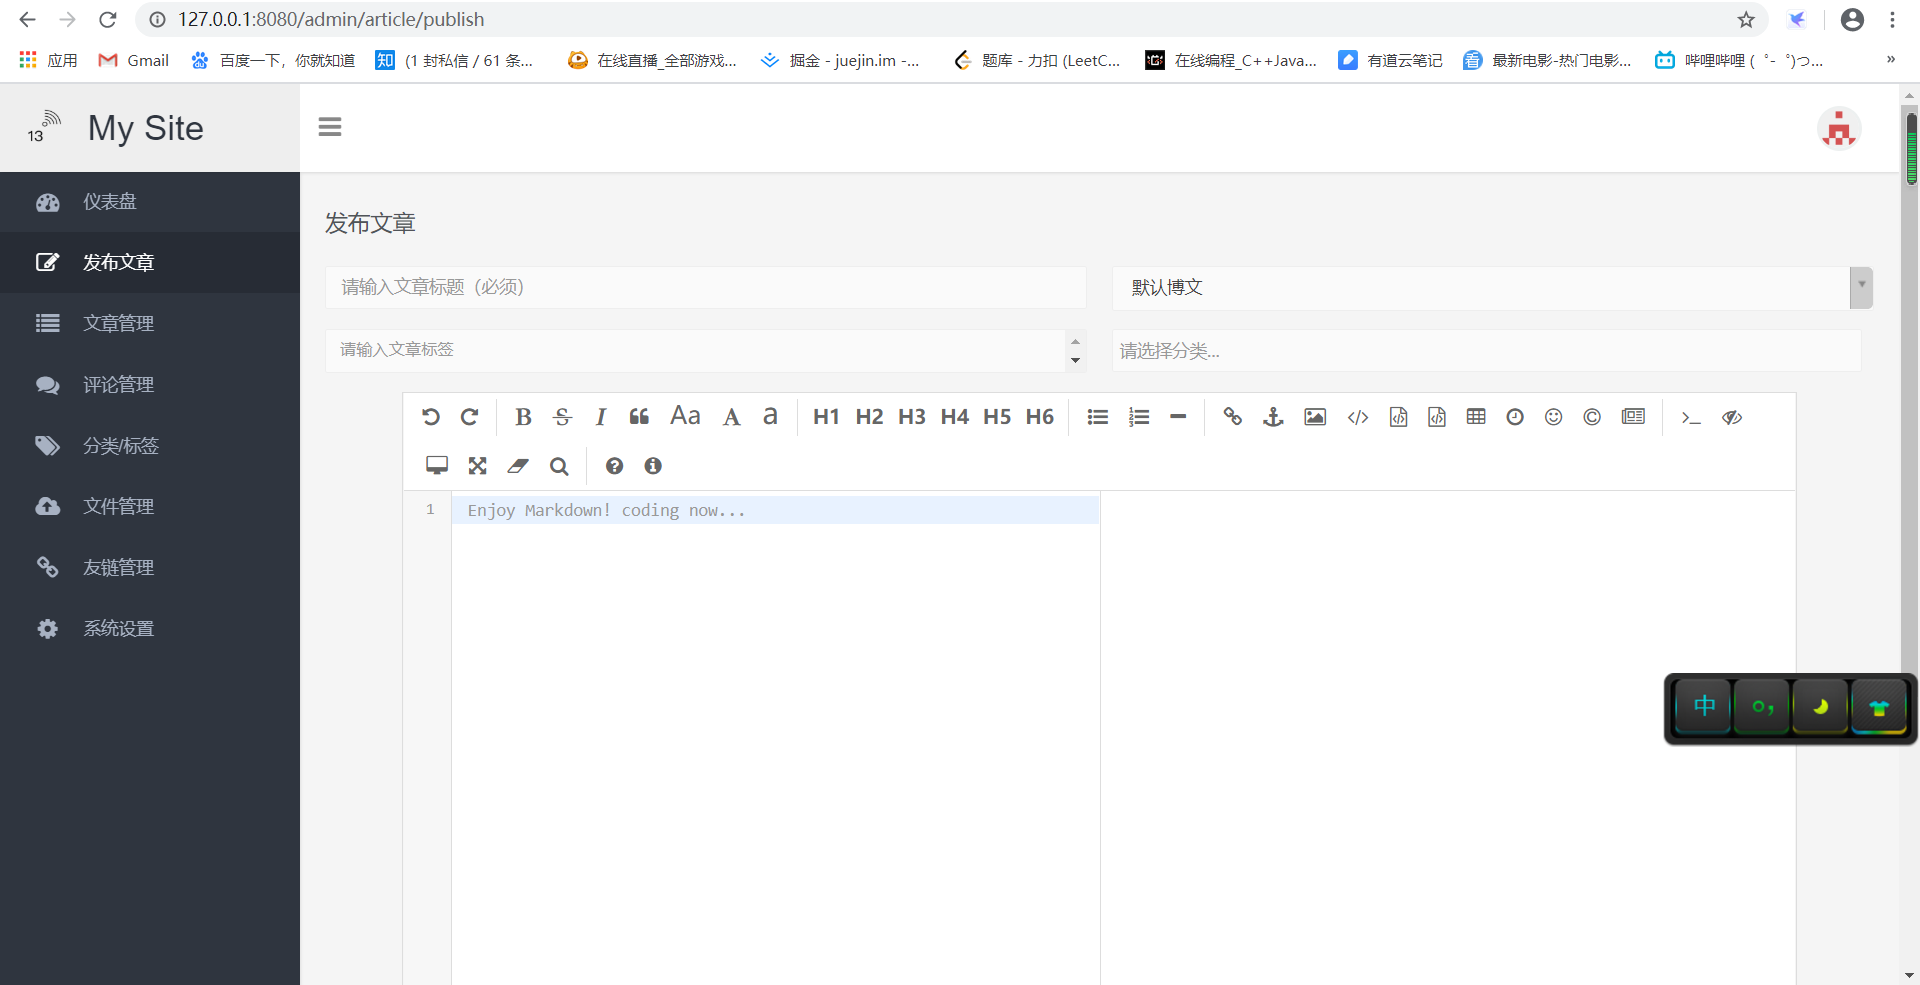 127.0.0.1:8080/admin/article/publish
应用 Gmail 百度一下，你就知道 知 (1 封私信 / 61 条... 在线直播_全部游戏... 掘金 - juejin.im -... 题库 - 力扣 (LeetC... 在线编程_C++Java... 有道云笔记 看 最新电影-热门电影... 哔哩哔哩 ( ゜- ゜)つ... »
13 My Site
仪表盘
发布文章
文章管理
评论管理
分类/标签
文件管理
友链管理
系统设置
发布文章
请输入文章标题（必须） 默认博文
请输入文章标签 请选择分类...
B S I Aa A a H1 H2 H3 H4 H5 H6
1 Enjoy Markdown! coding now...
中